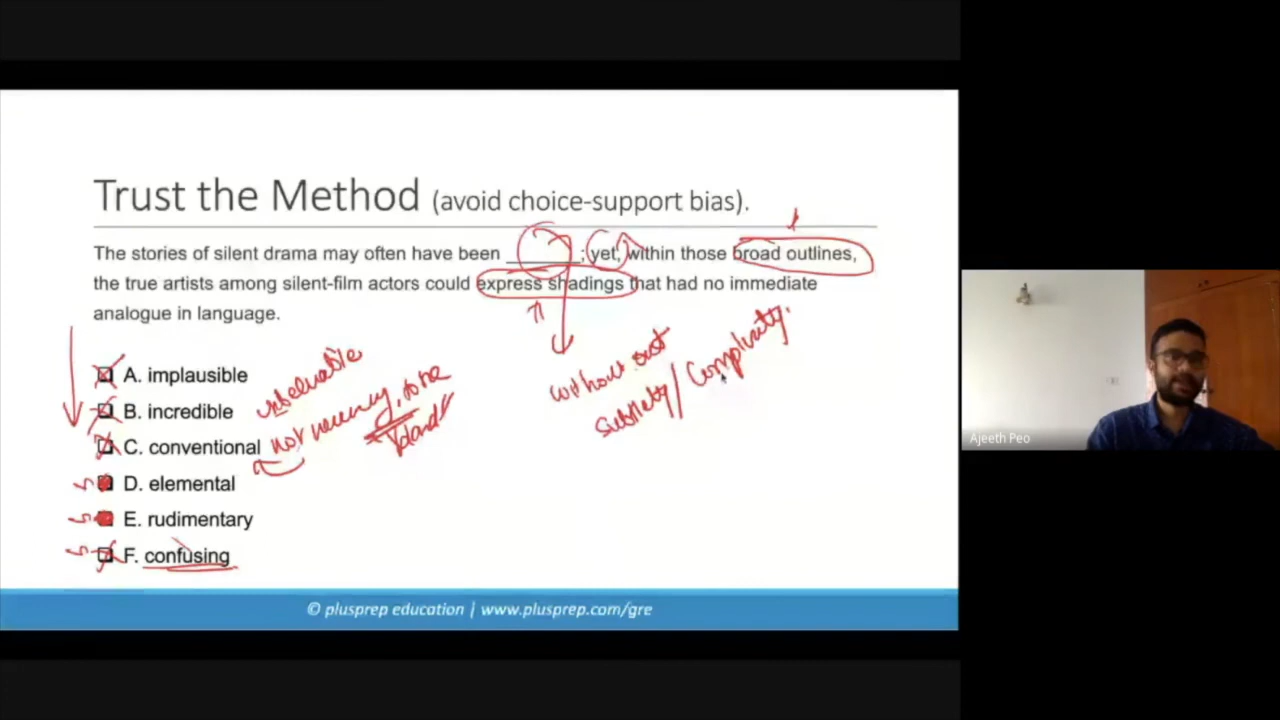 Trust the Method (avoid choice-support bias).
The stories of silent drama may often have been ________; yet, within those broad outlines,
the true artists among silent-film actors could express shadings that had no immediate
analogue in language.
A. implausible
unbelievable
B. incredible
C. conventional
not
to be
D. elemental
E. rudimentary
F. confusing
without
subtlety/
complexity.
© plusprep education | www.plusprep.com/gre
Ajeeth Peo